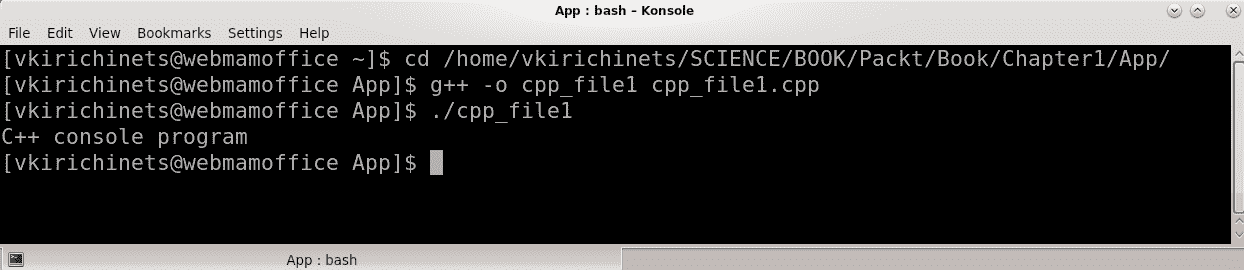 App : bash – Konsole
File Edit View Bookmarks Settings Help
[vkirichinets@webmamoffice ~]$ cd /home/vkirichinets/SCIENCE/BOOK/Packt/Book/Chapter1/App/
[vkirichinets@webmamoffice App]$ g++ -o cpp_file1 cpp_file1.cpp
[vkirichinets@webmamoffice App]$ ./cpp_file1
C++ console program
[vkirichinets@webmamoffice App]$
App : bash